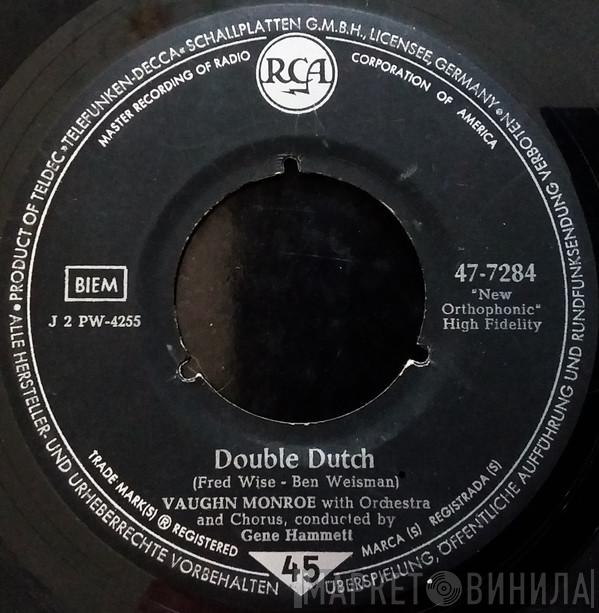 PRODUCT OF TELDEC »TELEFUNKEN-DECCA« SCHALLPLATTEN G.M.B.H., LICENSEE, GERMANY •
ALLE HERSTELLER- UND URHEBERRECHTE VORBEHALTEN
ÜBERSPIELUNG, ÖFFENTLICHE AUFFÜHRUNG UND RUNDFUNKSENDUNG VERBOTEN
MASTER RECORDING OF RADIO
CORPORATION OF AMERICA
RCA
BIEM
J 2 PW-4255
47-7284
"New
Orthophonic"
High Fidelity
Double Dutch
(Fred Wise - Ben Weisman)
VAUGHN MONROE with Orchestra
and Chorus, conducted by
Gene Hammett
TRADE MARK(S) ® REGISTERED
MARCA (S) REGISTRADA (S)
45
МАРКЕТ ВИНИЛА